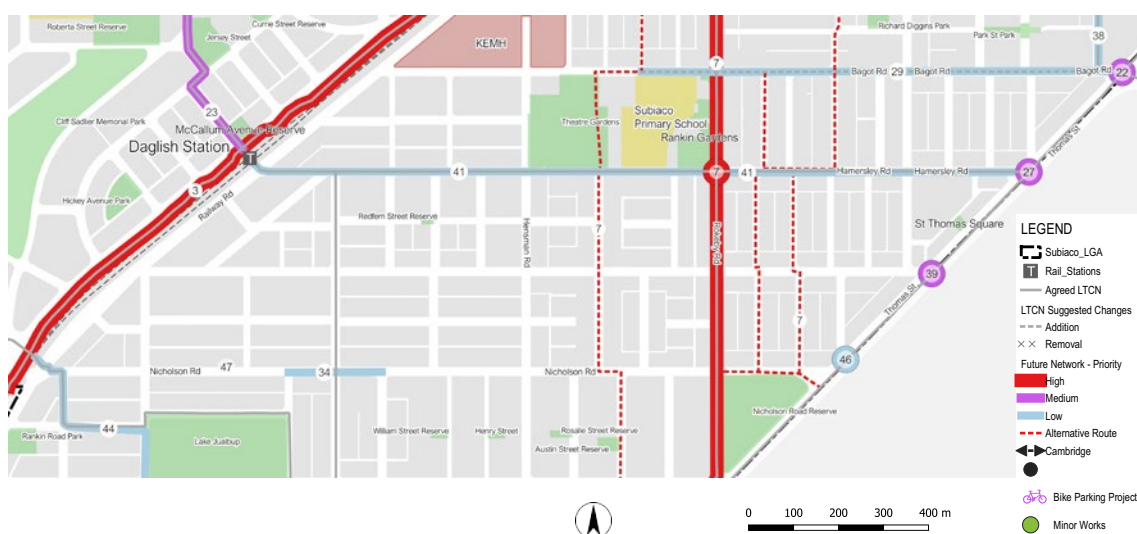 Roberta Street Reserve
Currie Street Reserve
Jersey Street
KEMH
Richard Diggins Park
Park St Park
38
7
Bagot Rd
29
Bagot Rd
Bagot Rd
22
23
Cliff Sadlier Memorial Park
McCallum Avenue Reserve
Daglish Station
T
Theatre Gardens
Subiaco
Primary School
Rankin Gardens
Thomas St
41
7
41
Hamersley Rd
Hamersley Rd
27
3
Hickey Avenue Park
Railway Rd
Redfern Street Reserve
Hensman Rd
7
Rokeby Rd
St Thomas Square
39
Thomas St
7
46
47
Nicholson Rd
34
Nicholson Rd
Nicholson Road Reserve
44
Rankin Road Park
Lake Jualbup
William Street Reserve
Henry Street
Rosalie Street Reserve
Austin Street Reserve
LEGEND
Subiaco_LGA
T Rail_Stations
Agreed LTCN
LTCN Suggested Changes
Addition
Removal
Future Network - Priority
High
Medium
Low
Alternative Route
Cambridge
Bike Parking Project
Minor Works
0 100 200 300 400 m